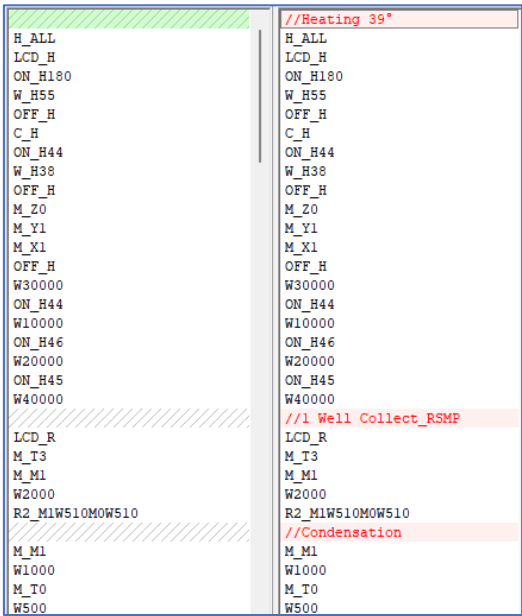 H_ALL
LCD_H
ON_H180
W_H55
OFF_H
C_H
ON_H44
W_H38
OFF_H
M_Z0
M_Y1
M_X1
OFF_H
W30000
ON_H44
W10000
ON_H46
W20000
ON_H45
W40000
LCD_R
M_T3
M_M1
W2000
R2_M1W510M0W510
M_M1
W1000
M_T0
W500
//Heating 39°
H_ALL
LCD_H
ON_H180
W_H55
OFF_H
C_H
ON_H44
W_H38
OFF_H
M_Z0
M_Y1
M_X1
OFF_H
W30000
ON_H44
W10000
ON_H46
W20000
ON_H45
W40000
//1 Well Collect_RSMP
LCD_R
M_T3
M_M1
W2000
R2_M1W510M0W510
//Condensation
M_M1
W1000
M_T0
W500